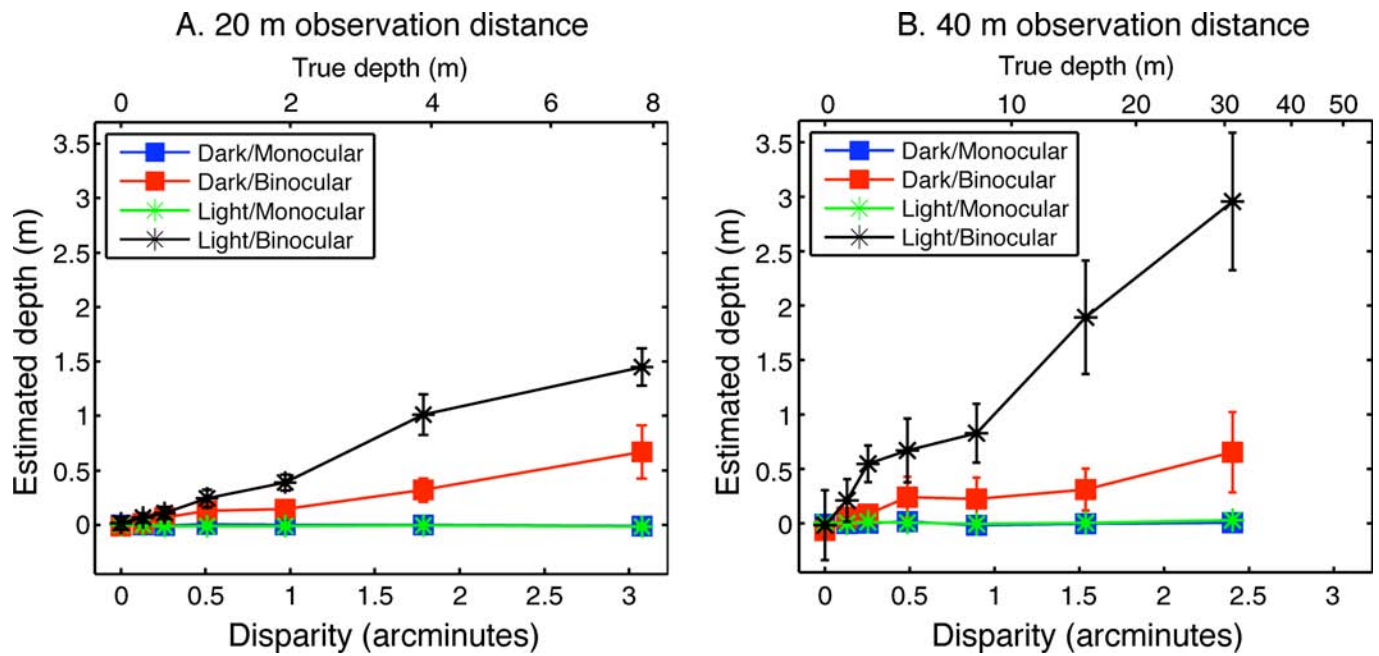 A. 20 m observation distance
True depth (m)
0 2 4 6 8
3.5
3
2.5
2
1.5
1
0.5
0
Estimated depth (m)
Dark/Monocular
Dark/Binocular
Light/Monocular
Light/Binocular
0 0.5 1 1.5 2 2.5 3
Disparity (arcminutes)
B. 40 m observation distance
True depth (m)
0 10 20 30 40 50
3.5
3
2.5
2
1.5
1
0.5
0
Estimated depth (m)
Dark/Monocular
Dark/Binocular
Light/Monocular
Light/Binocular
0 0.5 1 1.5 2 2.5 3
Disparity (arcminutes)